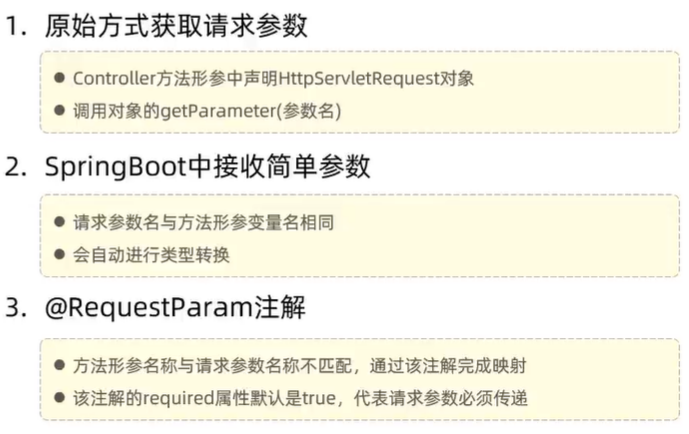 1. 原始方式获取请求参数
● Controller方法形参中声明HttpServletRequest对象
● 调用对象的getParameter(参数名)
2. SpringBoot中接收简单参数
● 请求参数名与方法形参变量名相同
● 会自动进行类型转换
3. @RequestParam注解
● 方法形参名称与请求参数名称不匹配，通过该注解完成映射
● 该注解的required属性默认是true，代表请求参数必须传递